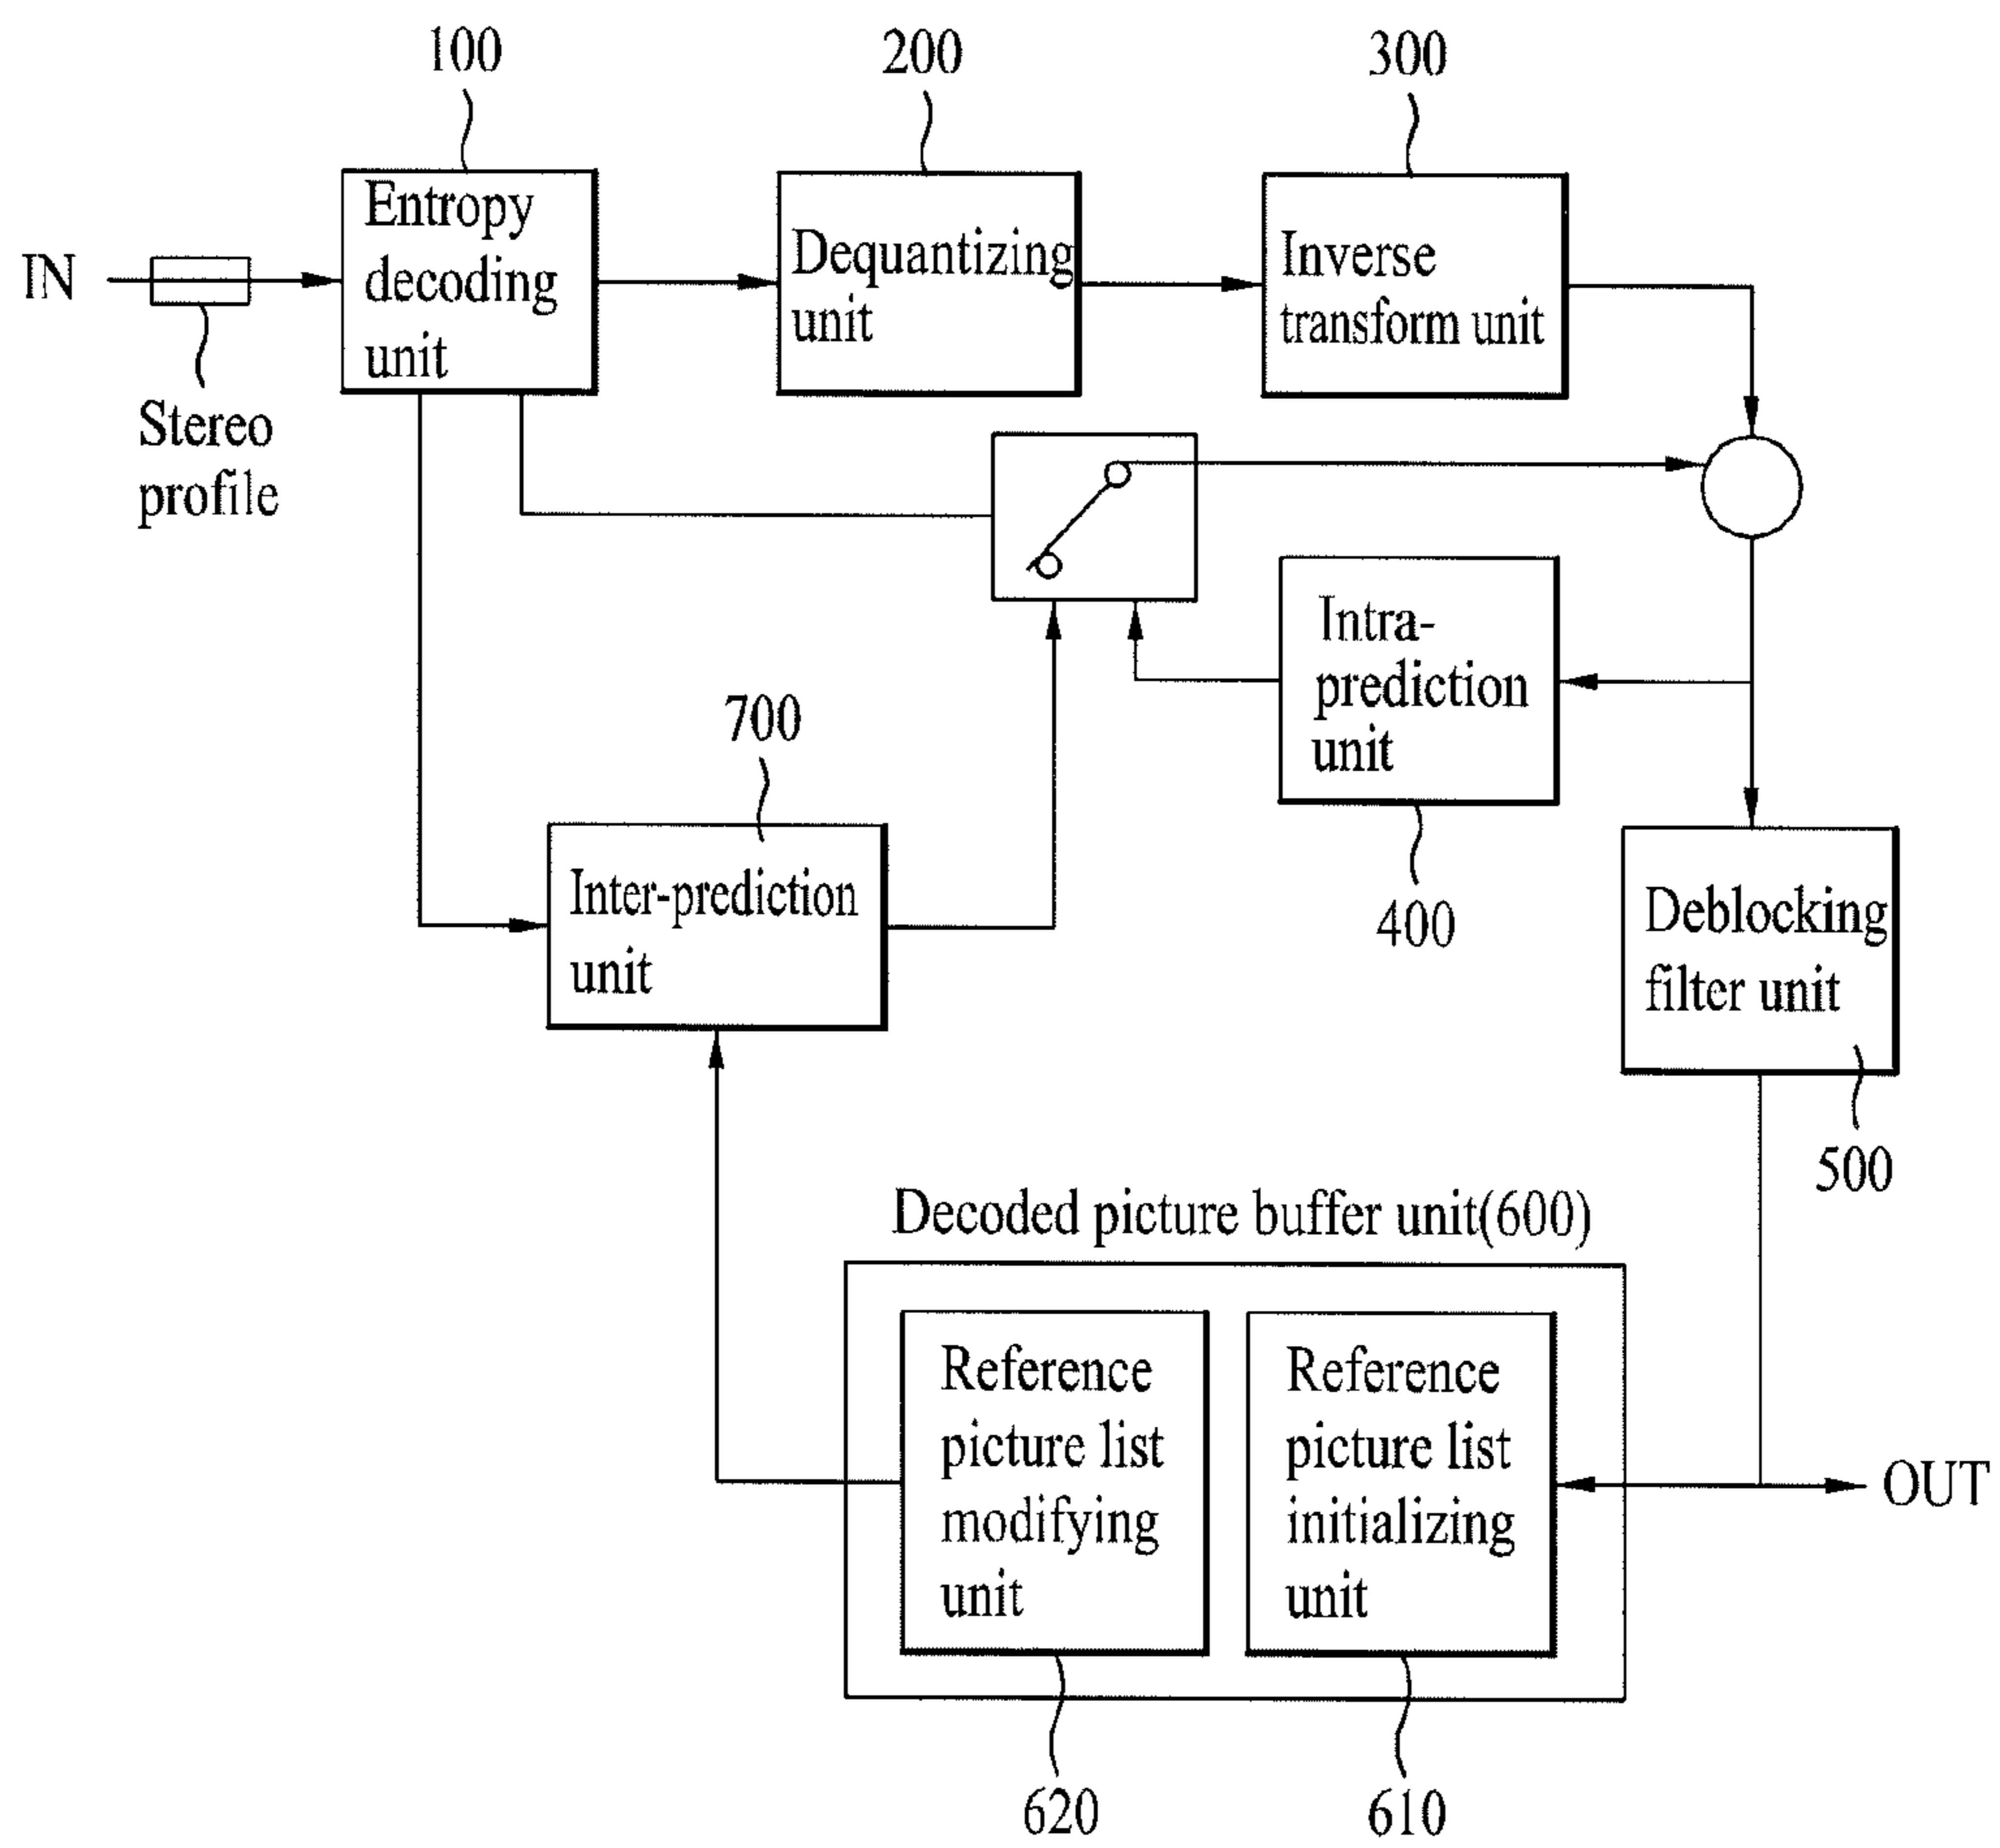 100
200
300
IN
Entropy
decoding
unit
Dequantizing
unit
Inverse
transform unit
Stereo
profile
Intra-
prediction
unit
400
700
Inter-prediction
unit
Deblocking
filter unit
500
Decoded picture buffer unit(600)
Reference
picture list
modifying
unit
Reference
picture list
initializing
unit
OUT
620
610